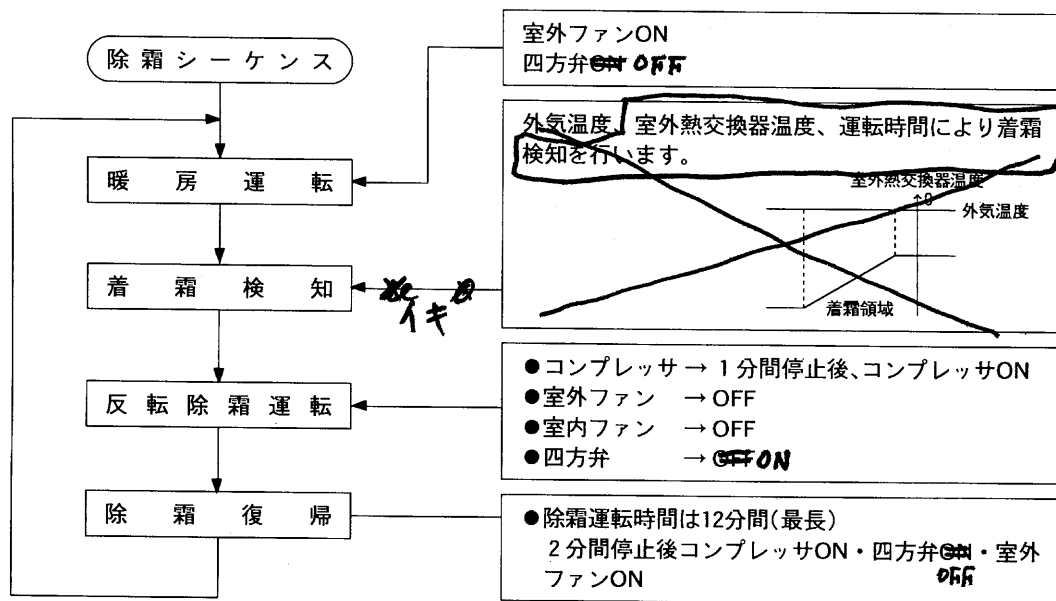 除霜シーケンス
暖房運転
着霜検知
反転除霜運転
除霜復帰
室外ファンON
四方弁ON OFF
外気温度、室外熱交換器温度、運転時間により着霜
検知を行います。
室外熱交換器温度
0
外気温度
着霜領域
イキ
●コンプレッサ→1分間停止後、コンプレッサON
●室外ファン →OFF
●室内ファン →OFF
●四方弁 →OFF ON
●除霜運転時間は12分間(最長)
2分間停止後コンプレッサON・四方弁ON・室外
OFF
ファンON